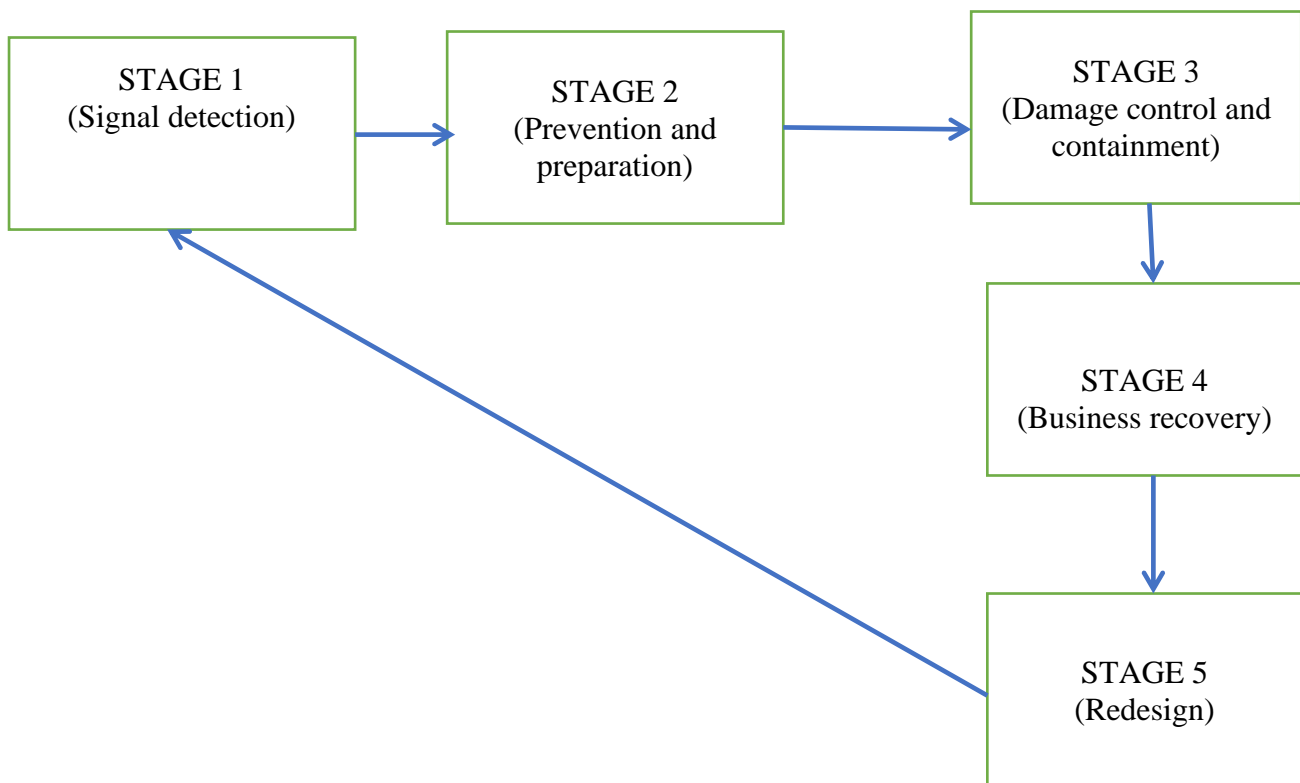 STAGE 1
(Signal detection)
STAGE 2
(Prevention and
preparation)
STAGE 3
(Damage control and
containment)
STAGE 4
(Business recovery)
STAGE 5
(Redesign)